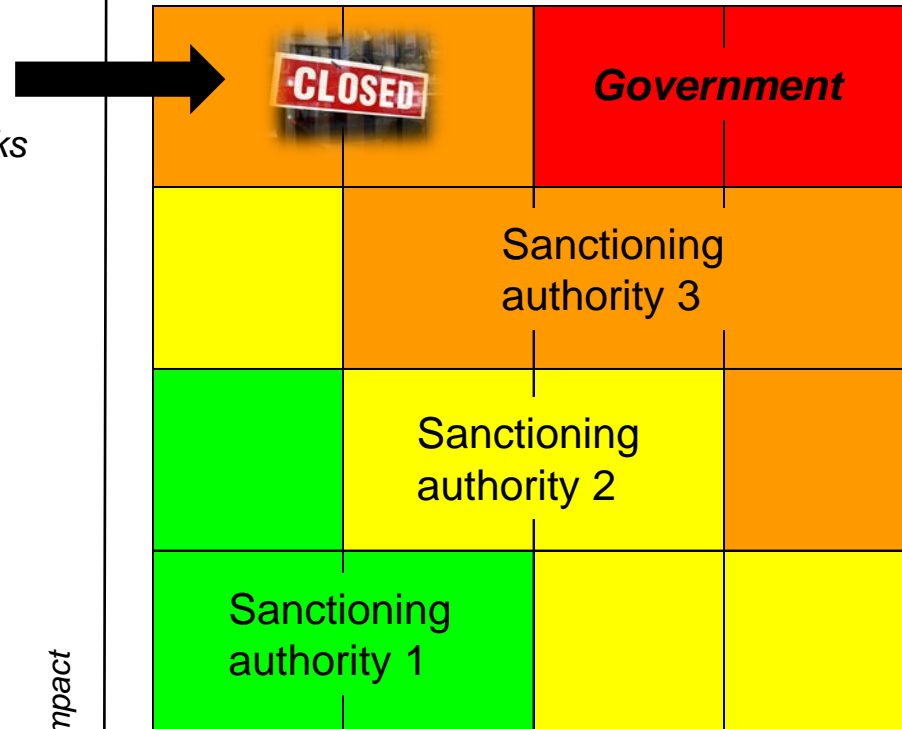 CLOSED
Government
Sanctioning
authority 3
Sanctioning
authority 2
Sanctioning
authority 1